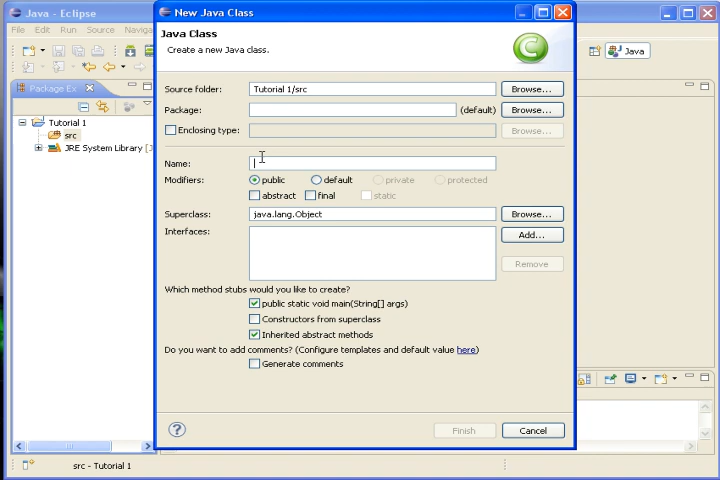 Java - Eclipse
File Edit Run Source Naviga
Java
Package Ex
Tutorial 1
src
JRE System Library [J
src - Tutorial 1
New Java Class
Java Class
Create a new Java class.
Source folder: Tutorial 1/src Browse...
Package: (default) Browse...
Enclosing type: Browse...
Name:
Modifiers: public default private protected
abstract final static
Superclass: java.lang.Object Browse...
Interfaces: Add...
Remove
Which method stubs would you like to create?
public static void main(String[] args)
Constructors from superclass
Inherited abstract methods
Do you want to add comments? (Configure templates and default value here)
Generate comments
? Finish Cancel